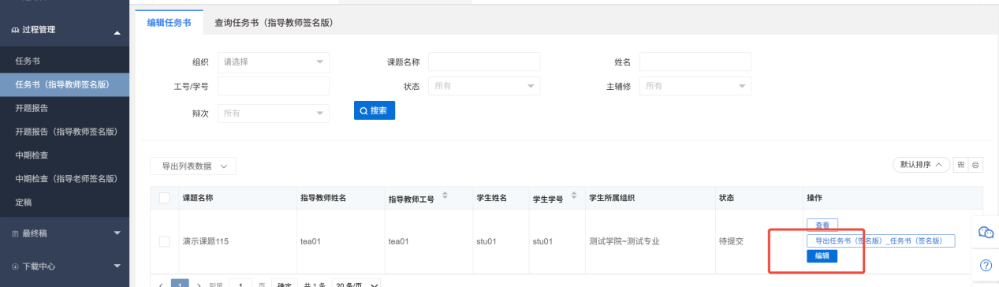 过程管理
任务书
任务书（指导教师签名版）
开题报告
开题报告（指导教师签名版）
中期检查
中期检查（指导老师签名版）
定稿
最终稿
下载中心
编辑任务书 查询任务书（指导教师签名版）
组织 请选择 课题名称 姓名
工号/学号 状态 所有 主辅修 所有
辩次 所有 搜索
导出列表数据 默认排序
课题名称 指导教师姓名 指导教师工号 学生姓名 学生学号 学生所属组织 状态 操作
查看
演示课题115 tea01 tea01 stu01 stu01 测试学院~测试专业 待提交 导出任务书（签名版）_任务书（签名版）
编辑
1 到第 1 页 确定 共 1 条 20 条/页